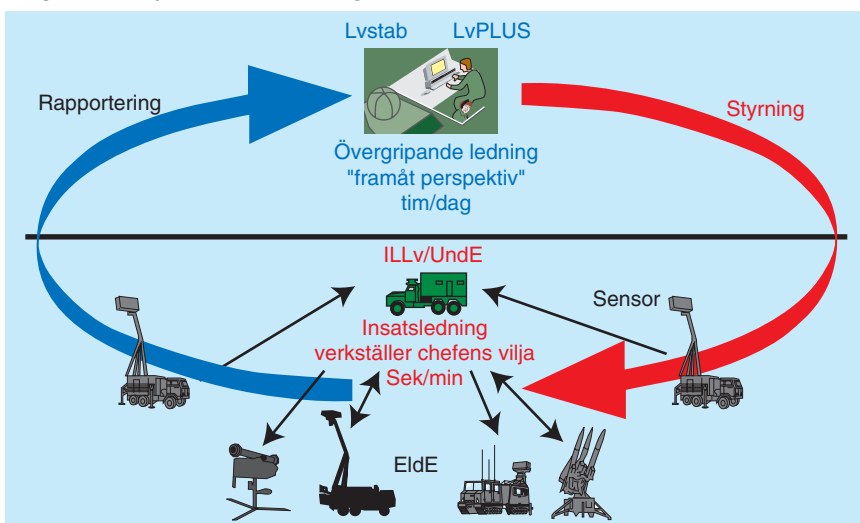 Lvstab LvPLUS
Rapportering
Styrning
Övergripande ledning
"framåt perspektiv"
tim/dag
ILLv/UndE
Sensor
Insatsledning
verkställer chefens vilja
Sek/min
EldE